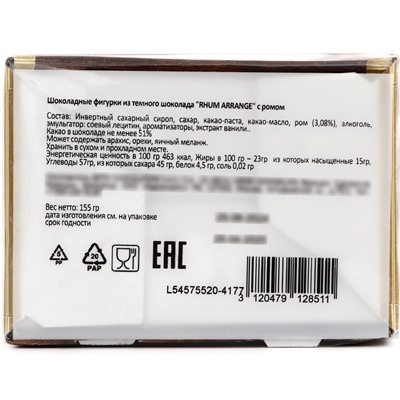 Шоколадные фигурки из темного шоколада "RHUM ARRANGE" с ромом
Состав: Инвертный сахарный сироп, сахар, какао-паста, какао-масло, ром (3,08%), алкоголь,
эмульгатор: соевый лецитин, ароматизаторы, экстракт ванили..
Какао в шоколаде не менее 51%
Может содержать арахис, орехи, яичный меланж.
Хранить в сухом и прохладном месте.
Энергетическая ценность в 100 гр 463 ккал, Жиры в 100 гр – 23гр из которых насыщенные 15гр,
Углеводы 57гр, из которых сахара 45 гр, белок 4,5 гр, соль 0,02 гр
Вес нетто: 155 гр
дата изготовления см. на упаковке
срок годности
5
PP
20
PAP
EAC
L54575520-4177
3 120479 128511